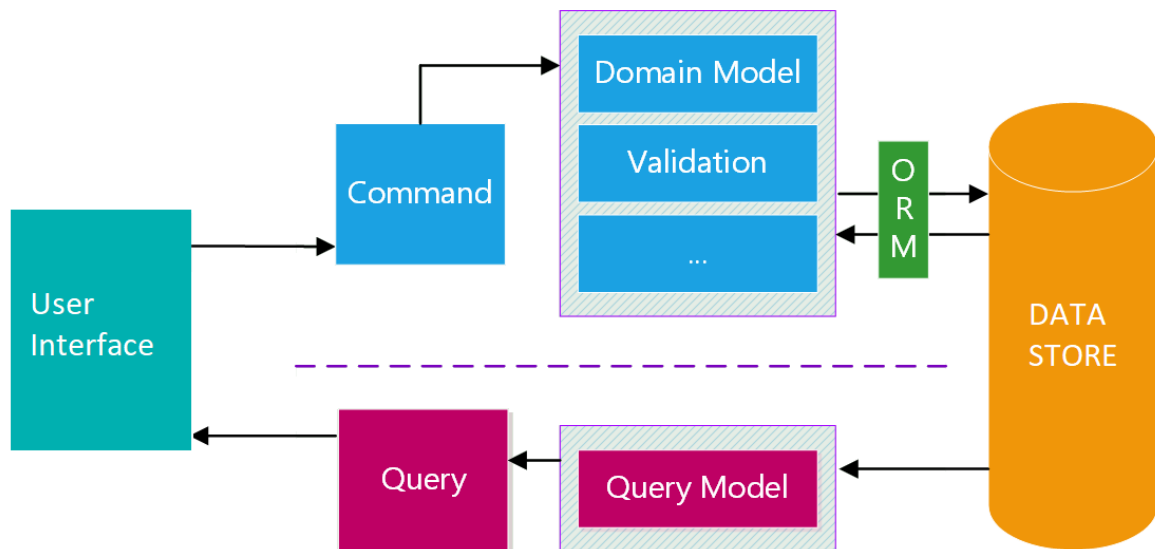 Domain Model
Validation
...
Command
O
R
M
User
Interface
DATA
STORE
Query
Query Model